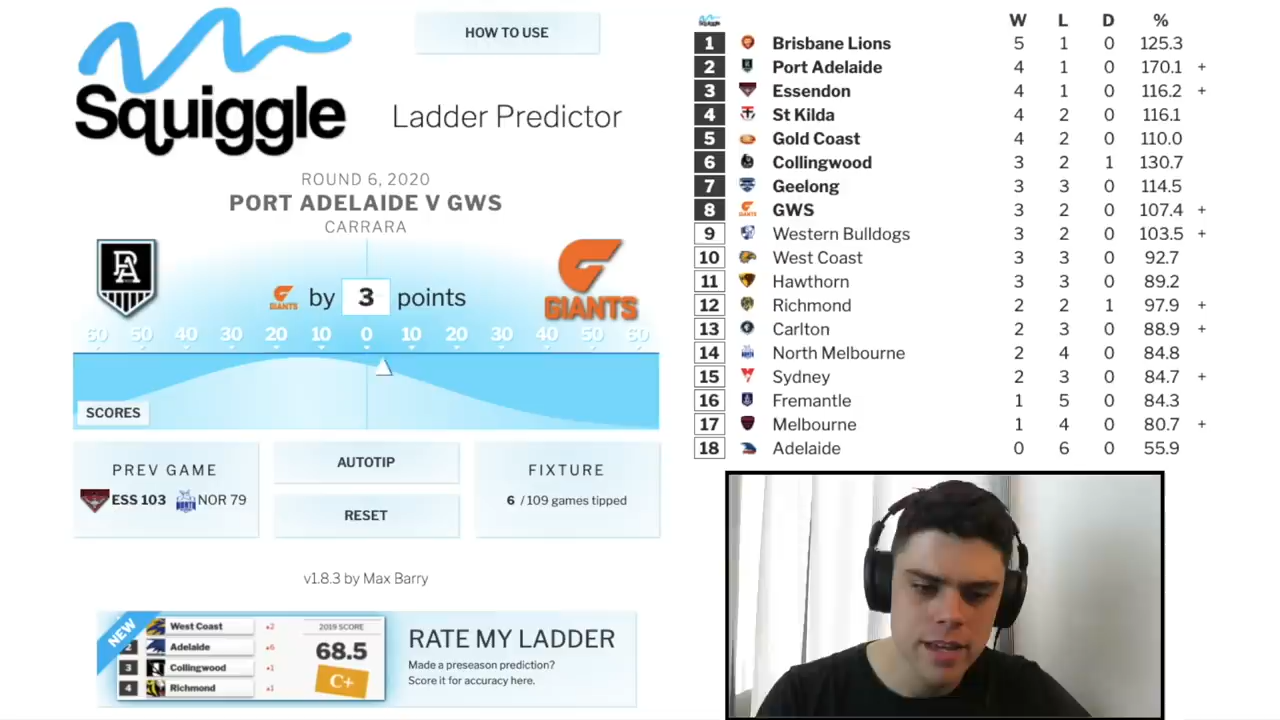 Squiggle
Ladder Predictor
HOW TO USE
ROUND 6, 2020
PORT ADELAIDE V GWS
CARRARA
PA
GIANTS
GIANTS by 3 points
60 50 40 30 20 10 0 10 20 30 40 50 60
SCORES
PREV GAME
ESS 103 NOR 79
AUTOTIP
RESET
FIXTURE
6 / 109 games tipped
v1.8.3 by Max Barry
NEW
West Coast
Adelaide
3 Collingwood
4 Richmond
2019 SCORE
68.5
C+
RATE MY LADDER
Made a preseason prediction?
Score it for accuracy here.
W L D %
1 Brisbane Lions 5 1 0 125.3
2 Port Adelaide 4 1 0 170.1 +
3 Essendon 4 1 0 116.2 +
4 St Kilda 4 2 0 116.1
5 Gold Coast 4 2 0 110.0
6 Collingwood 3 2 1 130.7
7 Geelong 3 3 0 114.5
8 GWS 3 2 0 107.4 +
9 Western Bulldogs 3 2 0 103.5 +
10 West Coast 3 3 0 92.7
11 Hawthorn 3 3 0 89.2
12 Richmond 2 2 1 97.9 +
13 Carlton 2 3 0 88.9 +
14 North Melbourne 2 4 0 84.8
15 Sydney 2 3 0 84.7 +
16 Fremantle 1 5 0 84.3
17 Melbourne 1 4 0 80.7 +
18 Adelaide 0 6 0 55.9